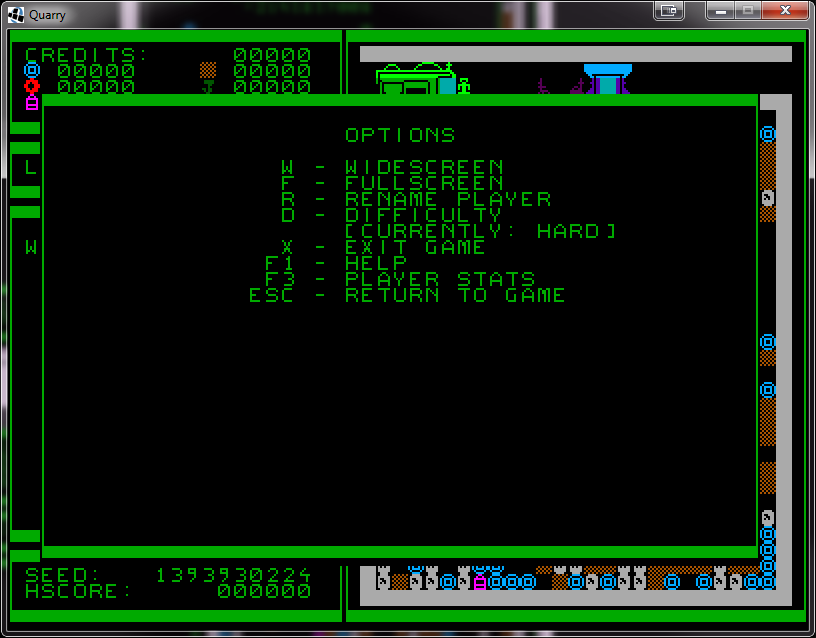 Quarry
CREDITS: 00000
00000 00000
00000 00000
OPTIONS
W - WIDESCREEN
F - FULLSCREEN
R - RENAME PLAYER
D - DIFFICULTY
[CURRENTLY: HARD]
X - EXIT GAME
F1 - HELP
F3 - PLAYER STATS
ESC - RETURN TO GAME
L
W
SEED: 1393930224
HSCORE: 000000